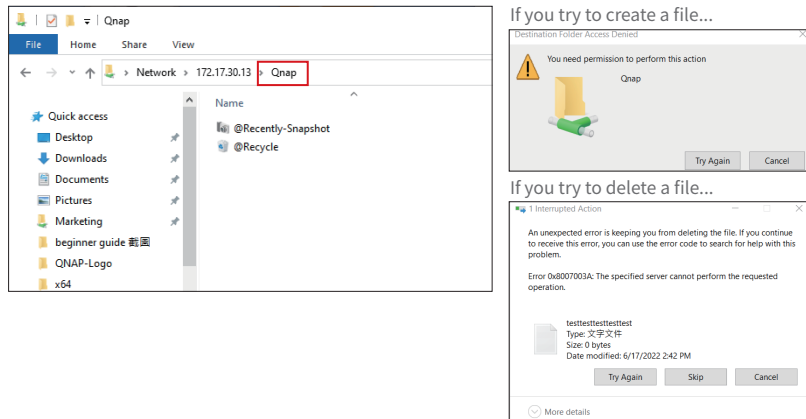 Qnap
File Home Share View
Network > 172.17.30.13 > Qnap
Name
Quick access
Desktop
Downloads
Documents
Pictures
Marketing
beginner guide 截圖
QNAP-Logo
x64
@Recently-Snapshot
@Recycle
If you try to create a file...
Destination Folder Access Denied
You need permission to perform this action
Qnap
Try Again Cancel
If you try to delete a file...
1 Interrupted Action
An unexpected error is keeping you from deleting the file. If you continue
to receive this error, you can use the error code to search for help with this
problem.
Error 0x8007003A: The specified server cannot perform the requested
operation.
testtesttesttesttest
Type: 文字文件
Size: 0 bytes
Date modified: 6/17/2022 2:42 PM
Try Again Skip Cancel
More details